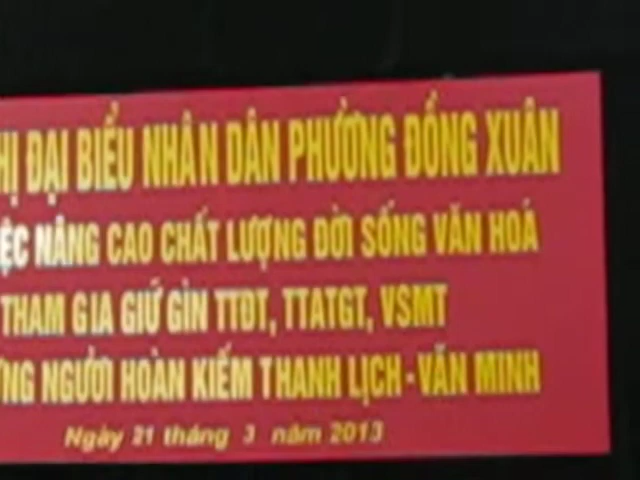 HỊ ĐẠI BIỂU NHÂN DÂN PHƯỜNG ĐỒNG XUÂN
ỆC NÂNG CAO CHẤT LƯỢNG ĐỜI SỐNG VĂN HOÁ
THAM GIA GIỮ GÌN TTĐT, TTATGT, VSMT
ỮNG NGƯỜI HOÀN KIẾM THANH LỊCH - VĂN MINH
Ngày 21 tháng 3 năm 2013